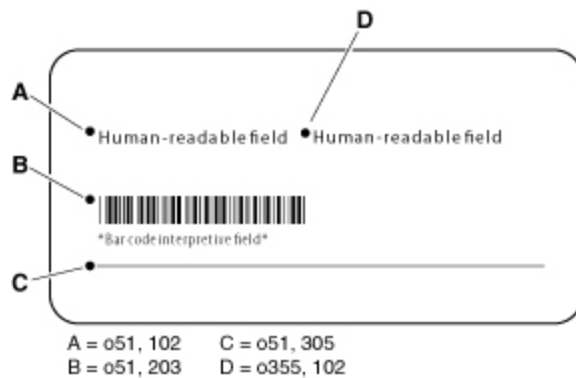 D
A
Human-readable field Human-readable field
B
*Bar code interpretive field*
C
A = o51, 102 C = o51, 305
B = o51, 203 D = o355, 102